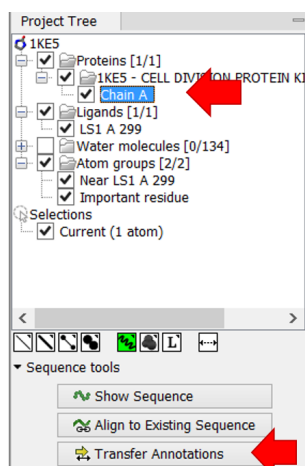 Project Tree
1KE5
Proteins [1/1]
1KE5 - CELL DIVISION PROTEIN KI
Chain A
Ligands [1/1]
LS1 A 299
Water molecules [0/134]
Atom groups [2/2]
Near LS1 A 299
Important residue
Selections
Current (1 atom)
L
Sequence tools
Show Sequence
Align to Existing Sequence
Transfer Annotations